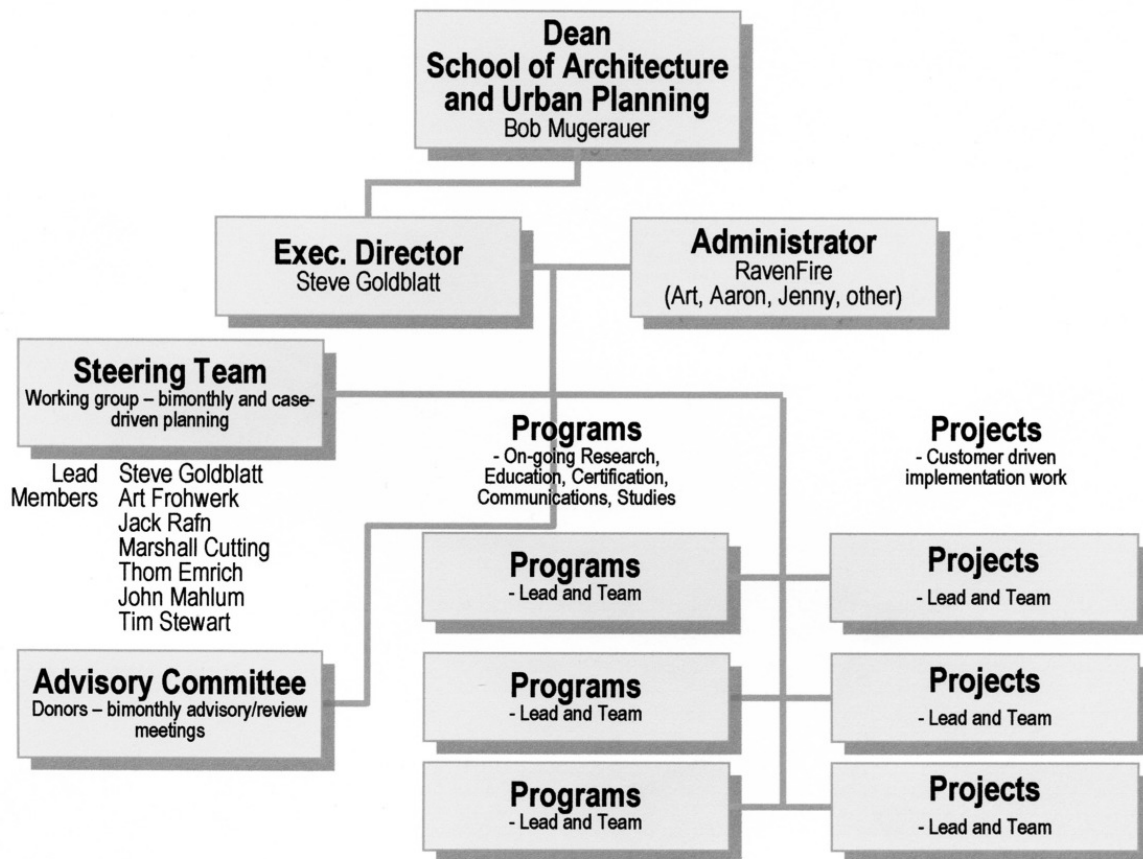 Dean
School of Architecture
and Urban Planning
Bob Mugerauer
Exec. Director
Steve Goldblatt
Administrator
RavenFire
(Art, Aaron, Jenny, other)
Steering Team
Working group – bimonthly and case-
driven planning
Lead Steve Goldblatt
Members Art Frohwerk
Jack Rafn
Marshall Cutting
Thom Emrich
John Mahlum
Tim Stewart
Advisory Committee
Donors – bimonthly advisory/review
meetings
Programs
- On-going Research,
Education, Certification,
Communications, Studies
Projects
- Customer driven
implementation work
Programs
- Lead and Team
Projects
- Lead and Team
Programs
- Lead and Team
Projects
- Lead and Team
Programs
- Lead and Team
Projects
- Lead and Team